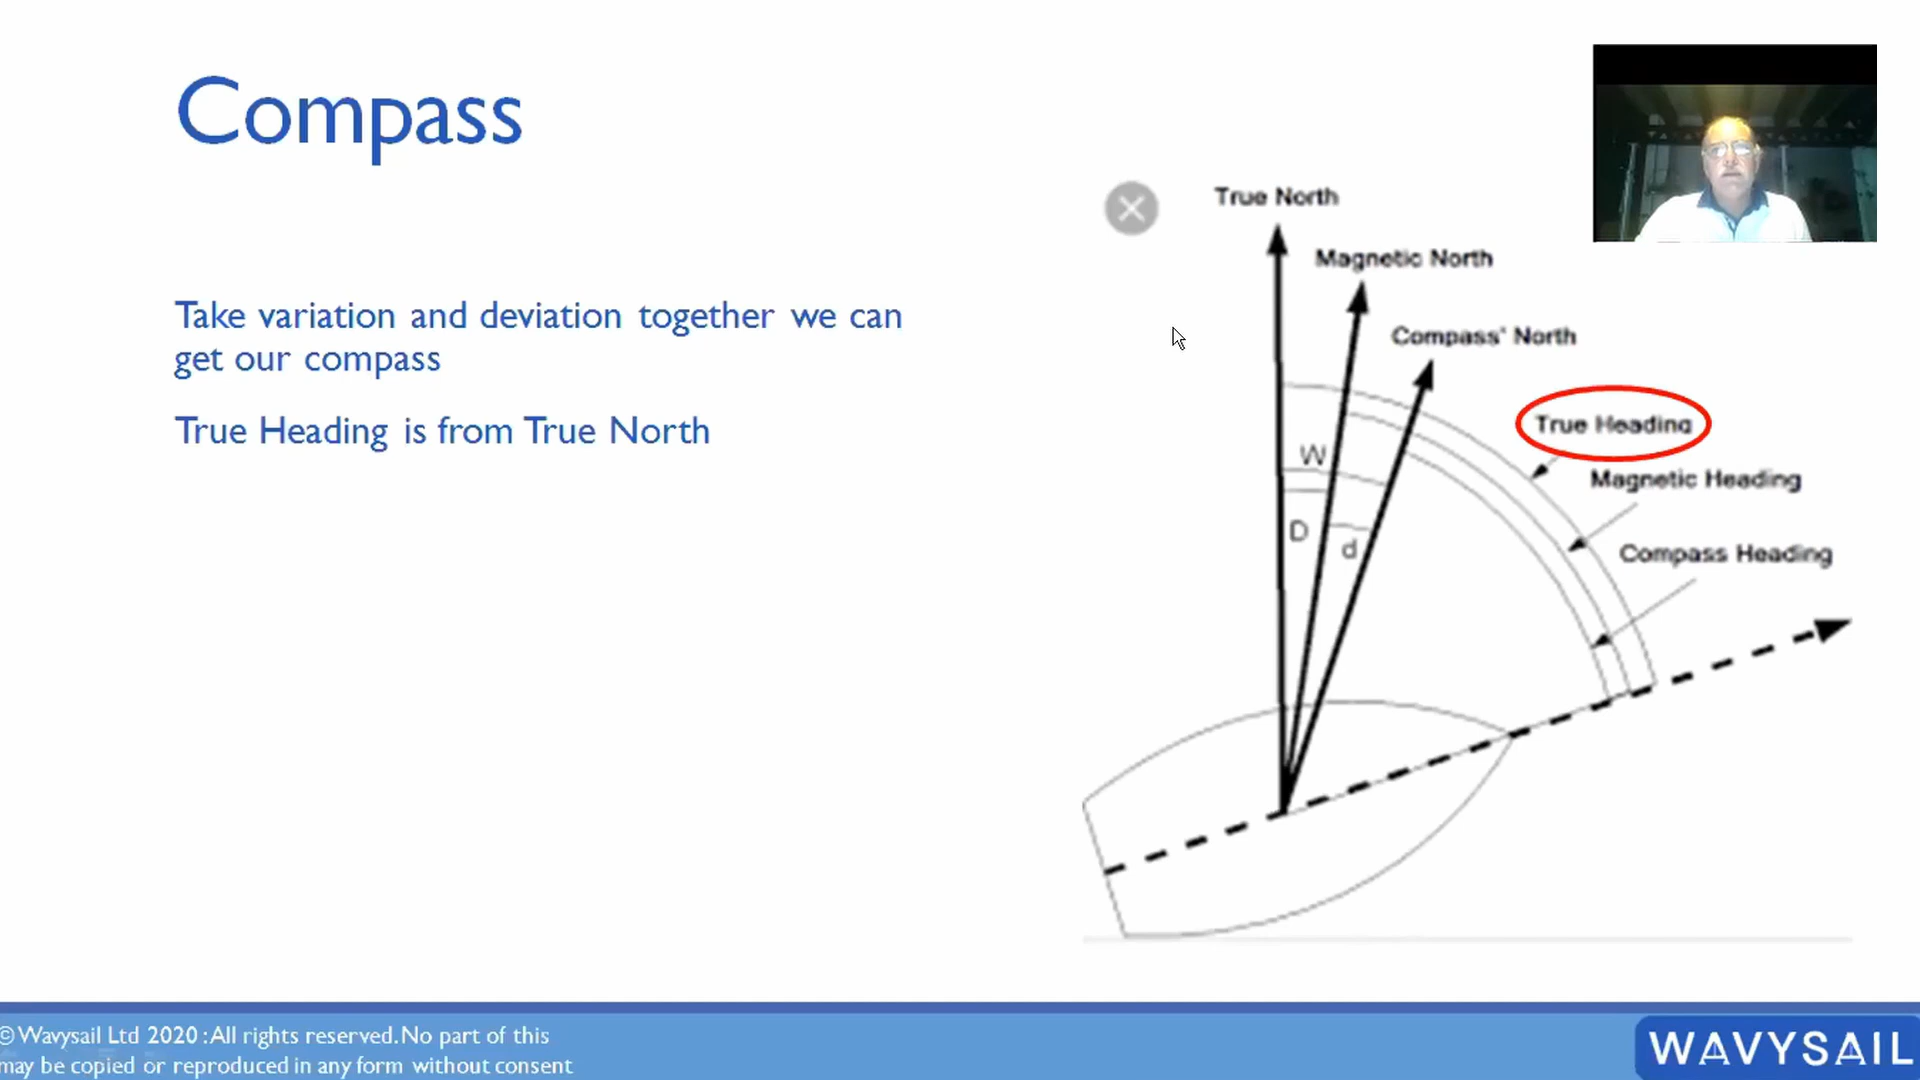 Compass
Take variation and deviation together we can
get our compass
True Heading is from True North
True North
Magnetic North
Compass' North
True Heading
Magnetic Heading
Compass Heading
W
D
d
© Wavysail Ltd 2020 : All rights reserved. No part of this
may be copied or reproduced in any form without consent
WAVYSAIL